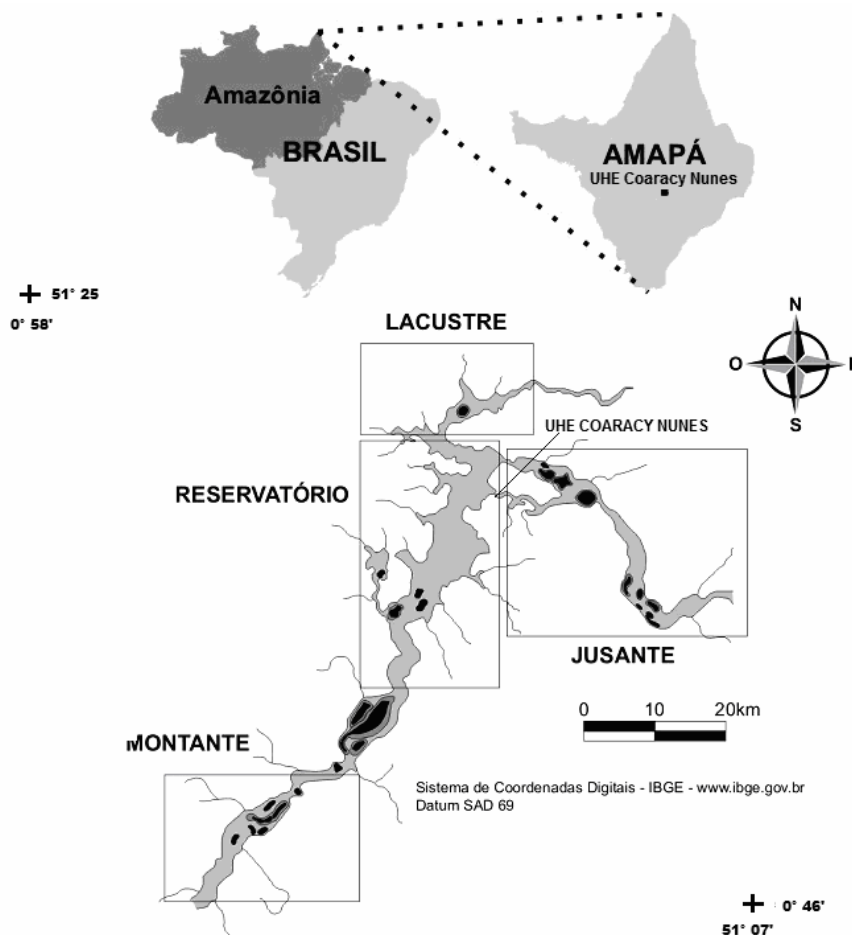 Amazônia
BRASIL
AMAPÁ
UHE Coaracy Nunes
51° 25
0° 58'
LACUSTRE
N
O
S
UHE COARACY NUNES
RESERVATÓRIO
JUSANTE
0 10 20km
MONTANTE
Sistema de Coordenadas Digitais - IBGE - www.ibge.gov.br
Datum SAD 69
0° 46'
51° 07'